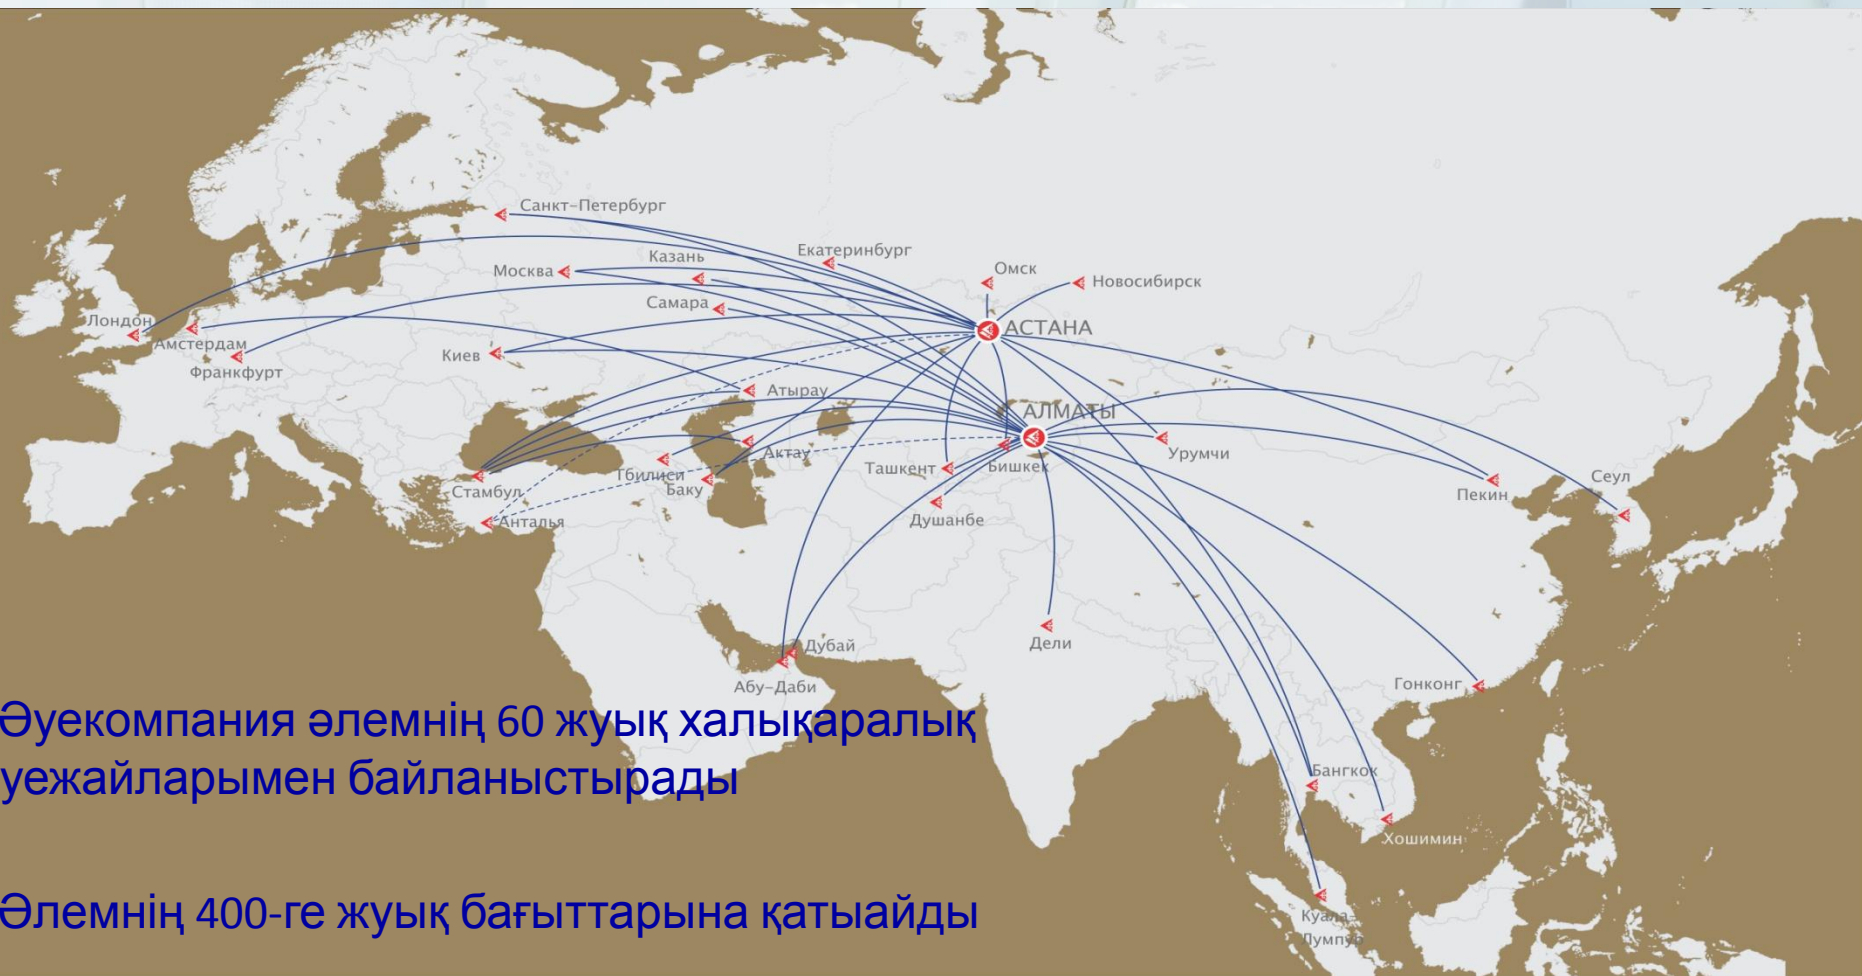 Санкт-Петербург
Екатеринбург
Казань
Москва
Омск
Новосибирск
Самара
Лондон
АСТАНА
Амстердам
Киев
Франкфурт
Атырау
АЛМАТЫ
Актау
Урумчи
Ташкент
Бишкек
Тбилиси
Баку
Стамбул
Сеул
Пекин
Анталья
Душанбе
Дубай
Дели
Абу-Даби
Гонконг
Әуекомпания әлемнің 60 жуық халықаралық
уежайларымен байланыстырады
Бангкок
Хошимин
Әлемнің 400-ге жуық бағыттарына қатыайды
Куала-
Лумпур